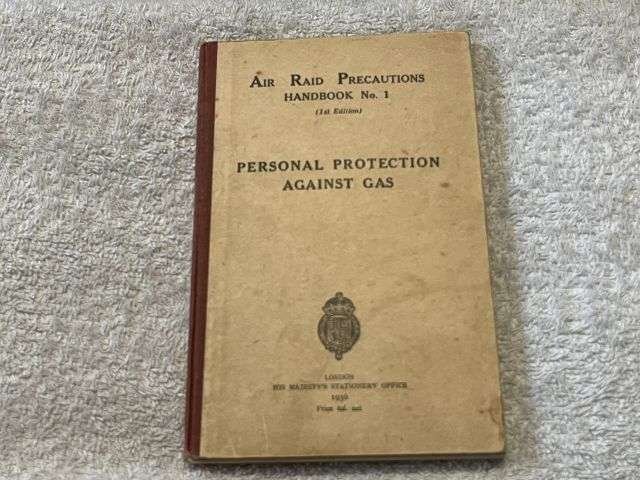 AIR RAID PRECAUTIONS
HANDBOOK No. 1
(1st Edition)
PERSONAL PROTECTION
AGAINST GAS
LONDON
HIS MAJESTY'S STATIONERY OFFICE
Price net